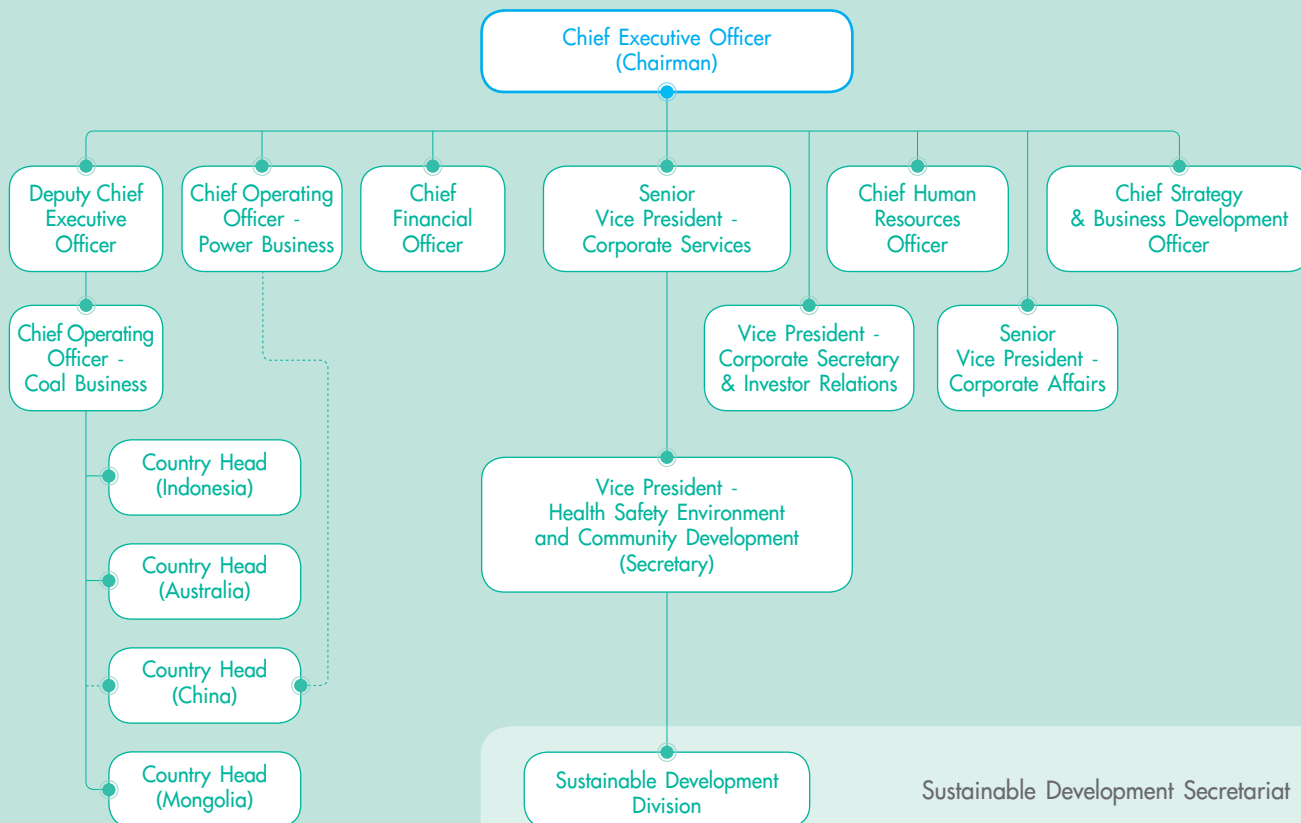 Chief Executive Officer
(Chairman)
Deputy Chief
Executive
Officer
Chief Operating
Officer -
Power Business
Chief
Financial
Officer
Senior
Vice President -
Corporate Services
Chief Human
Resources
Officer
Chief Strategy
& Business Development
Officer
Chief Operating
Officer -
Coal Business
Vice President -
Corporate Secretary
& Investor Relations
Senior
Vice President -
Corporate Affairs
Country Head
(Indonesia)
Country Head
(Australia)
Country Head
(China)
Country Head
(Mongolia)
Vice President -
Health Safety Environment
and Community Development
(Secretary)
Sustainable Development
Division
Sustainable Development Secretariat